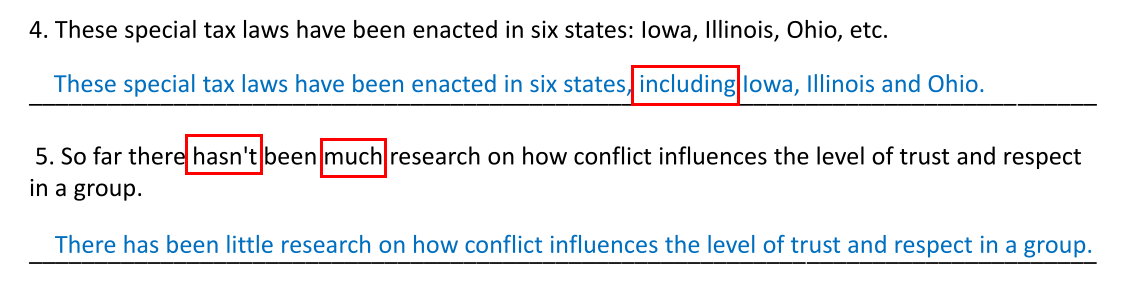 4. These special tax laws have been enacted in six states: Iowa, Illinois, Ohio, etc.
These special tax laws have been enacted in six states, including Iowa, Illinois and Ohio.
5. So far there hasn't been much research on how conflict influences the level of trust and respect
in a group.
There has been little research on how conflict influences the level of trust and respect in a group.